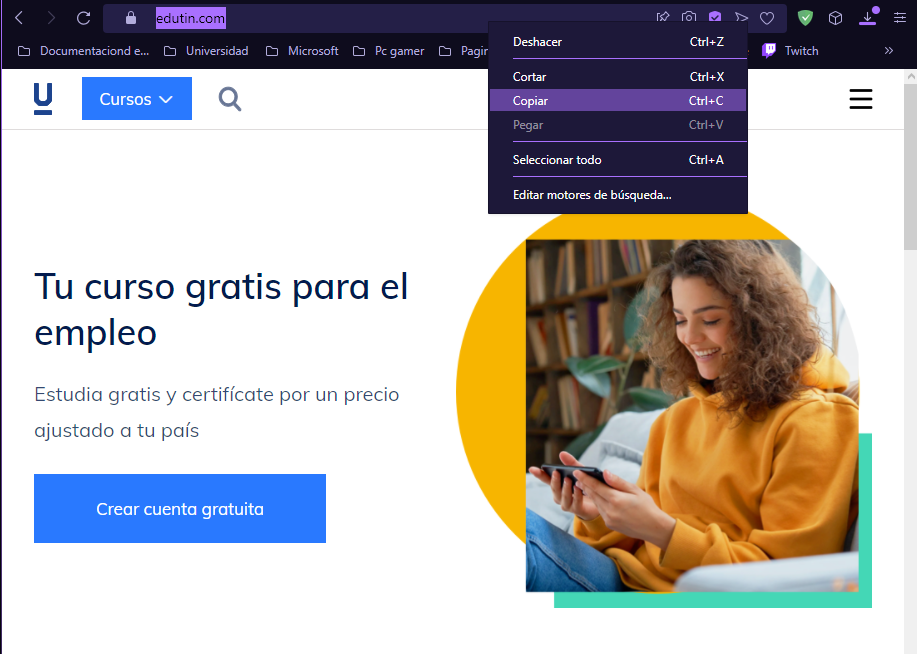 edutin.com
Documentaciond e...
Universidad
Microsoft
Pc gamer
Pagin
Twitch
Deshacer Ctrl+Z
Cortar Ctrl+X
Copiar Ctrl+C
Pegar Ctrl+V
Seleccionar todo Ctrl+A
Editar motores de búsqueda...
U
Cursos
Tu curso gratis para el
empleo
Estudia gratis y certifícate por un precio
ajustado a tu país
Crear cuenta gratuita